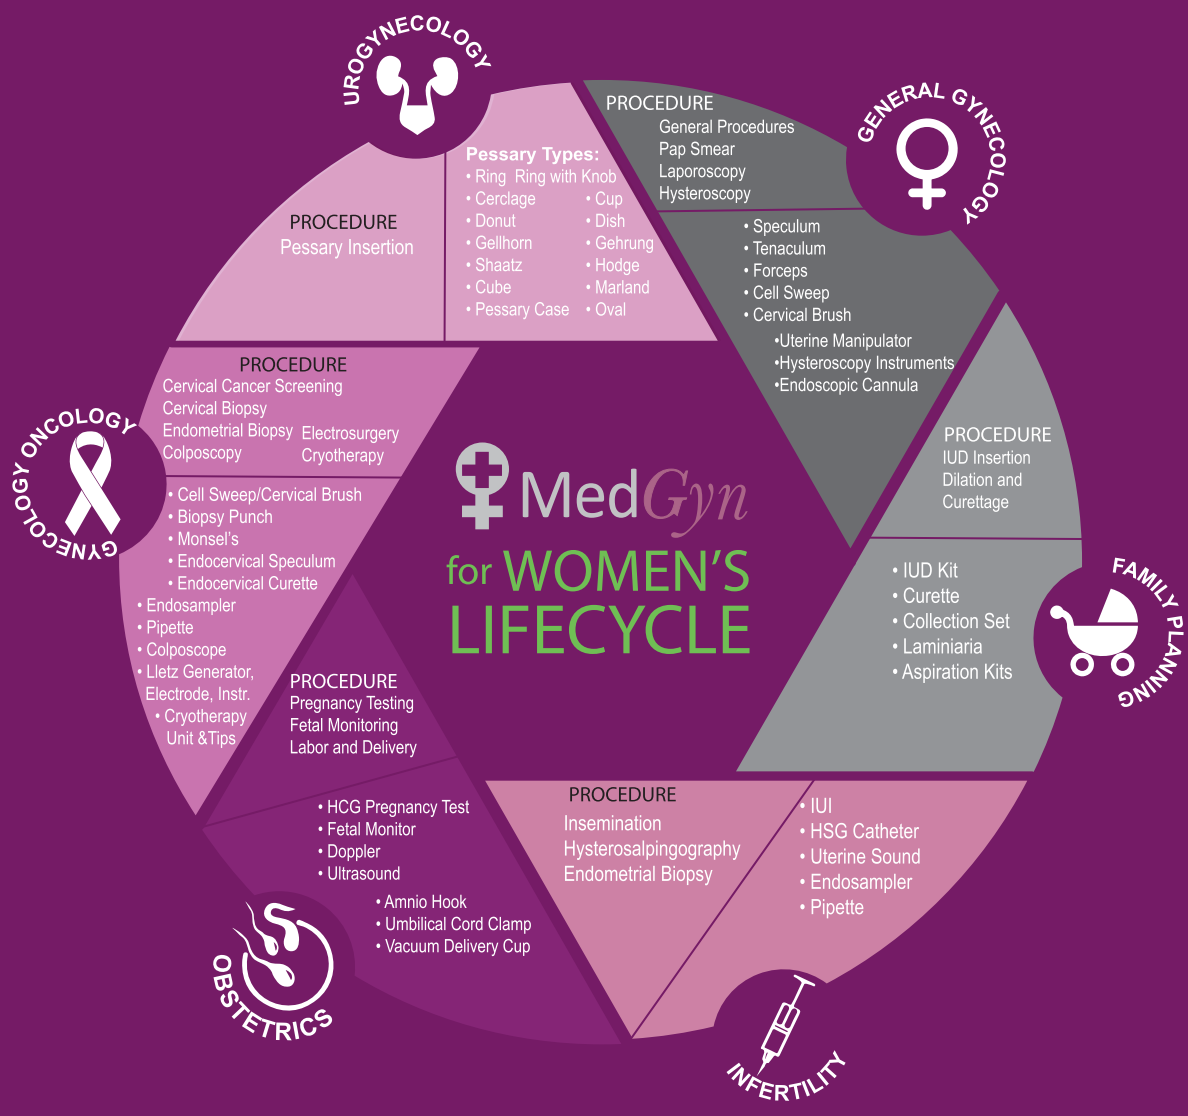 UROGYNECOLOGY
PROCEDURE
Pessary Insertion
Pessary Types:
• Ring Ring with Knob
• Cerclage • Cup
• Donut • Dish
• Gellhorn • Gehrung
• Shaatz • Hodge
• Cube • Marland
• Pessary Case • Oval
GENERAL GYNECOLOGY
PROCEDURE
General Procedures
Pap Smear
Laporoscopy
Hysteroscopy
• Speculum
• Tenaculum
• Forceps
• Cell Sweep
• Cervical Brush
•Uterine Manipulator
•Hysteroscopy Instruments
•Endoscopic Cannula
FAMILY PLANNING
PROCEDURE
IUD Insertion
Dilation and
Curettage
• IUD Kit
• Curette
• Collection Set
• Laminiaria
• Aspiration Kits
INFERTILITY
PROCEDURE
Insemination
Hysterosalpingography
Endometrial Biopsy
• IUI
• HSG Catheter
• Uterine Sound
• Endosampler
• Pipette
OBSTETRICS
PROCEDURE
Pregnancy Testing
Fetal Monitoring
Labor and Delivery
• HCG Pregnancy Test
• Fetal Monitor
• Doppler
• Ultrasound
• Amnio Hook
• Umbilical Cord Clamp
• Vacuum Delivery Cup
GYNECOLOGY ONCOLOGY
PROCEDURE
Cervical Cancer Screening
Cervical Biopsy
Endometrial Biopsy
Colposcopy
Electrosurgery
Cryotherapy
• Cell Sweep/Cervical Brush
• Biopsy Punch
• Monsel's
• Endocervical Speculum
• Endocervical Curette
• Endosampler
• Pipette
• Colposcope
• Lletz Generator,
Electrode, Instr.
• Cryotherapy
Unit &Tips
MedGyn
for WOMEN'S
LIFECYCLE